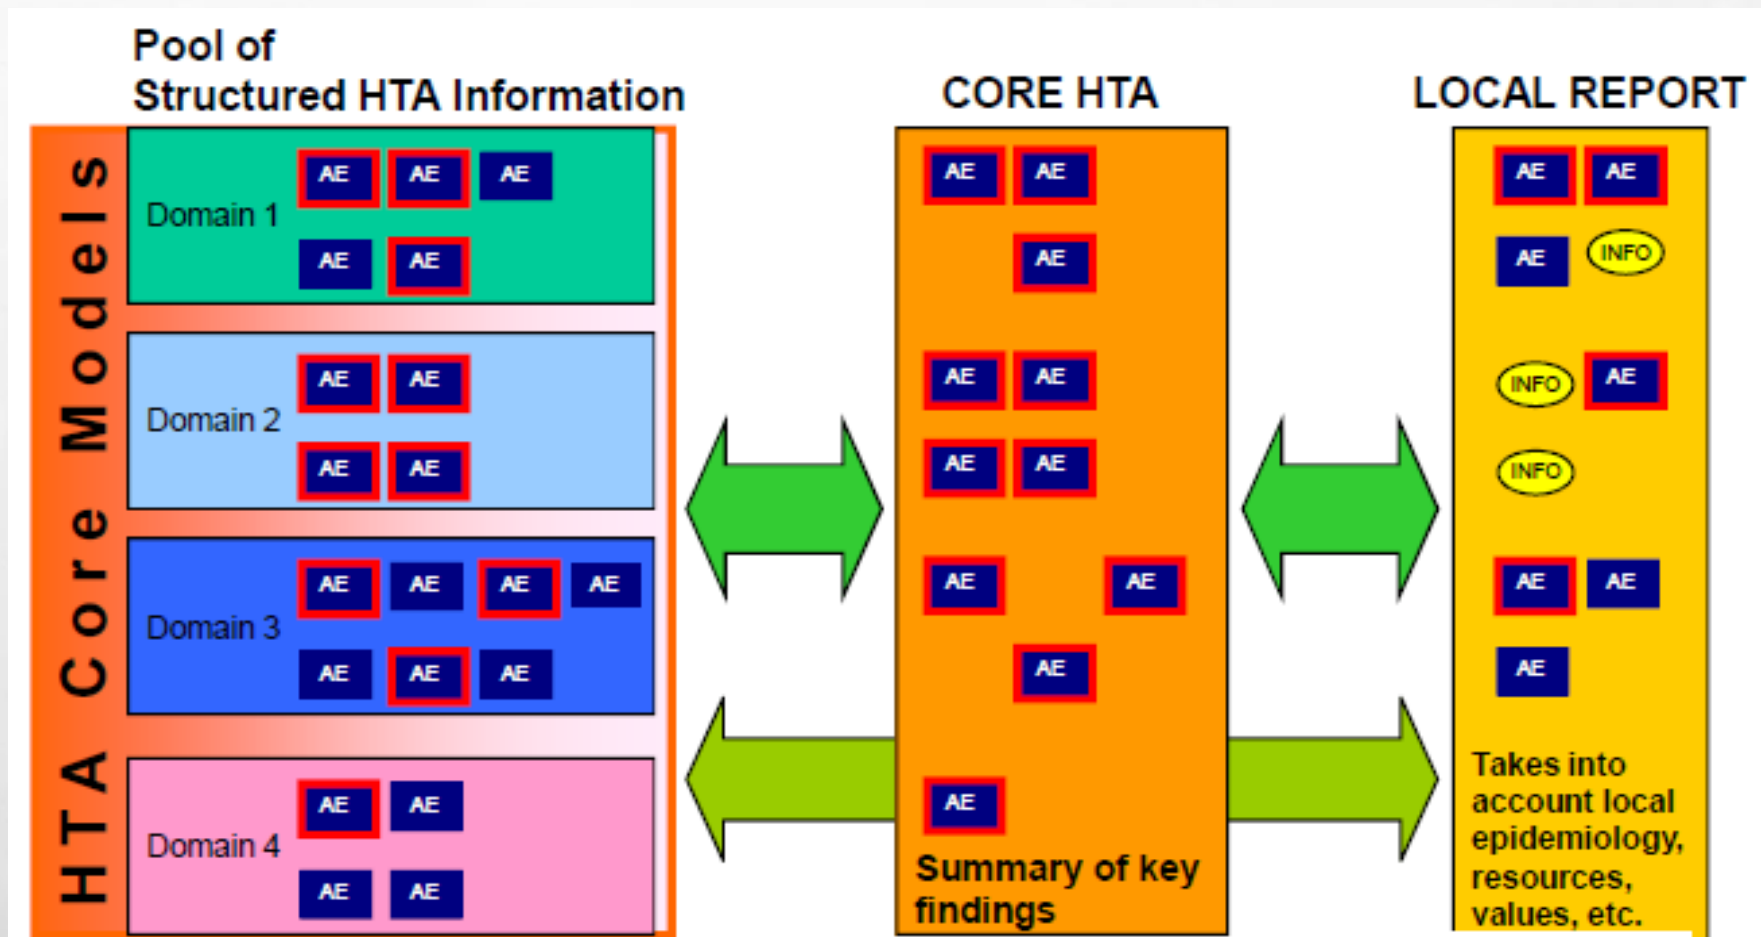 Pool of
Structured HTA Information
CORE HTA
LOCAL REPORT
HTA Core Models
Domain 1
AE AE AE
AE AE
Domain 2
AE AE
AE AE
Domain 3
AE AE AE AE
AE AE AE
Domain 4
AE AE
AE AE
AE AE
AE
AE AE
AE AE
AE AE
AE
AE
Summary of key
findings
AE AE
AE INFO
INFO AE
INFO
AE AE
AE
Takes into
account local
epidemiology,
resources,
values, etc.